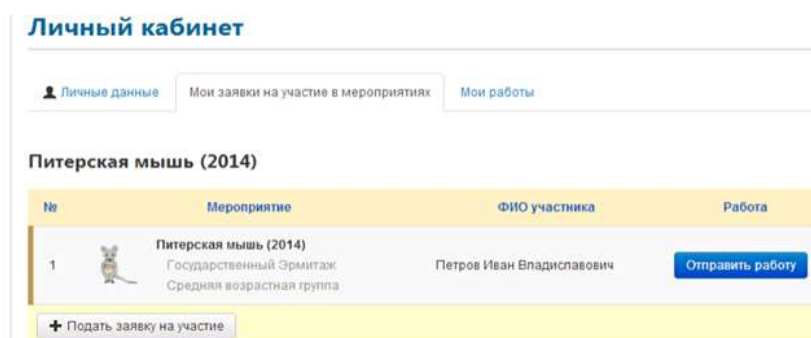 Личный кабинет
Личные данные Мои заявки на участие в мероприятиях Мои работы
Питерская мышь (2014)
№ Мероприятие ФИО участника Работа
Питерская мышь (2014)
1 Государственный Эрмитаж Петров Иван Владиславович Отправить работу
Средняя возрастная группа
Подать заявку на участие